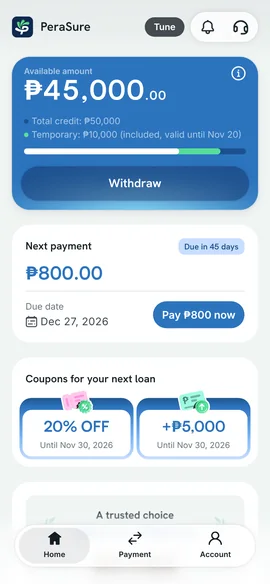 PeraSure
Tune
Available amount
₱45,000.00
Total credit: ₱50,000
Temporary: ₱10,000 (included, valid until Nov 20)
Withdraw
Next payment
Due in 45 days
₱800.00
Due date
Dec 27, 2026
Pay ₱800 now
Coupons for your next loan
20% OFF
Until Nov 30, 2026
+₱5,000
Until Nov 30, 2026
A trusted choice
Home
Payment
Account